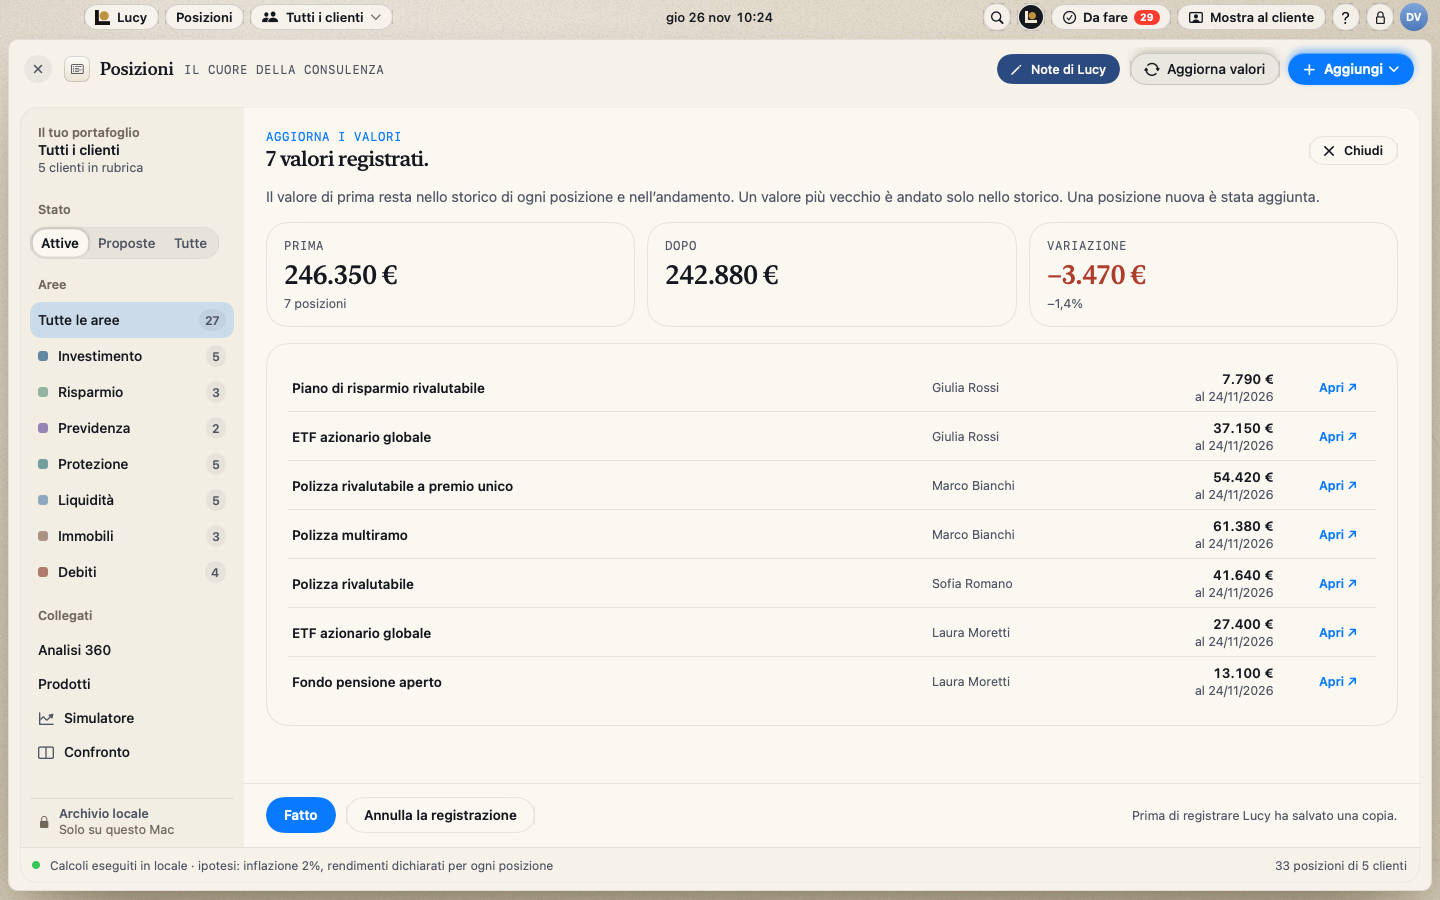 Lucy
Posizioni
Tutti i clienti
gio 26 nov 10:24
Da fare 29
Mostra al cliente
?
DV
Posizioni IL CUORE DELLA CONSULENZA
Note di Lucy
Aggiorna valori
Aggiungi
Il tuo portafoglio
Tutti i clienti
5 clienti in rubrica
Stato
Attive Proposte Tutte
Aree
Tutte le aree 27
Investimento 5
Risparmio 3
Previdenza 2
Protezione 5
Liquidità 5
Immobili 3
Debiti 4
Collegati
Analisi 360
Prodotti
Simulatore
Confronto
Archivio locale
Solo su questo Mac
AGGIORNA I VALORI
7 valori registrati.
Chiudi
Il valore di prima resta nello storico di ogni posizione e nell’andamento. Un valore più vecchio è andato solo nello storico. Una posizione nuova è stata aggiunta.
PRIMA
246.350 €
7 posizioni
DOPO
242.880 €
VARIAZIONE
−3.470 €
−1,4%
Piano di risparmio rivalutabile Giulia Rossi 7.790 € al 24/11/2026 Apri
ETF azionario globale Giulia Rossi 37.150 € al 24/11/2026 Apri
Polizza rivalutabile a premio unico Marco Bianchi 54.420 € al 24/11/2026 Apri
Polizza multiramo Marco Bianchi 61.380 € al 24/11/2026 Apri
Polizza rivalutabile Sofia Romano 41.640 € al 24/11/2026 Apri
ETF azionario globale Laura Moretti 27.400 € al 24/11/2026 Apri
Fondo pensione aperto Laura Moretti 13.100 € al 24/11/2026 Apri
Fatto
Annulla la registrazione
Prima di registrare Lucy ha salvato una copia.
Calcoli eseguiti in locale · ipotesi: inflazione 2%, rendimenti dichiarati per ogni posizione
33 posizioni di 5 clienti